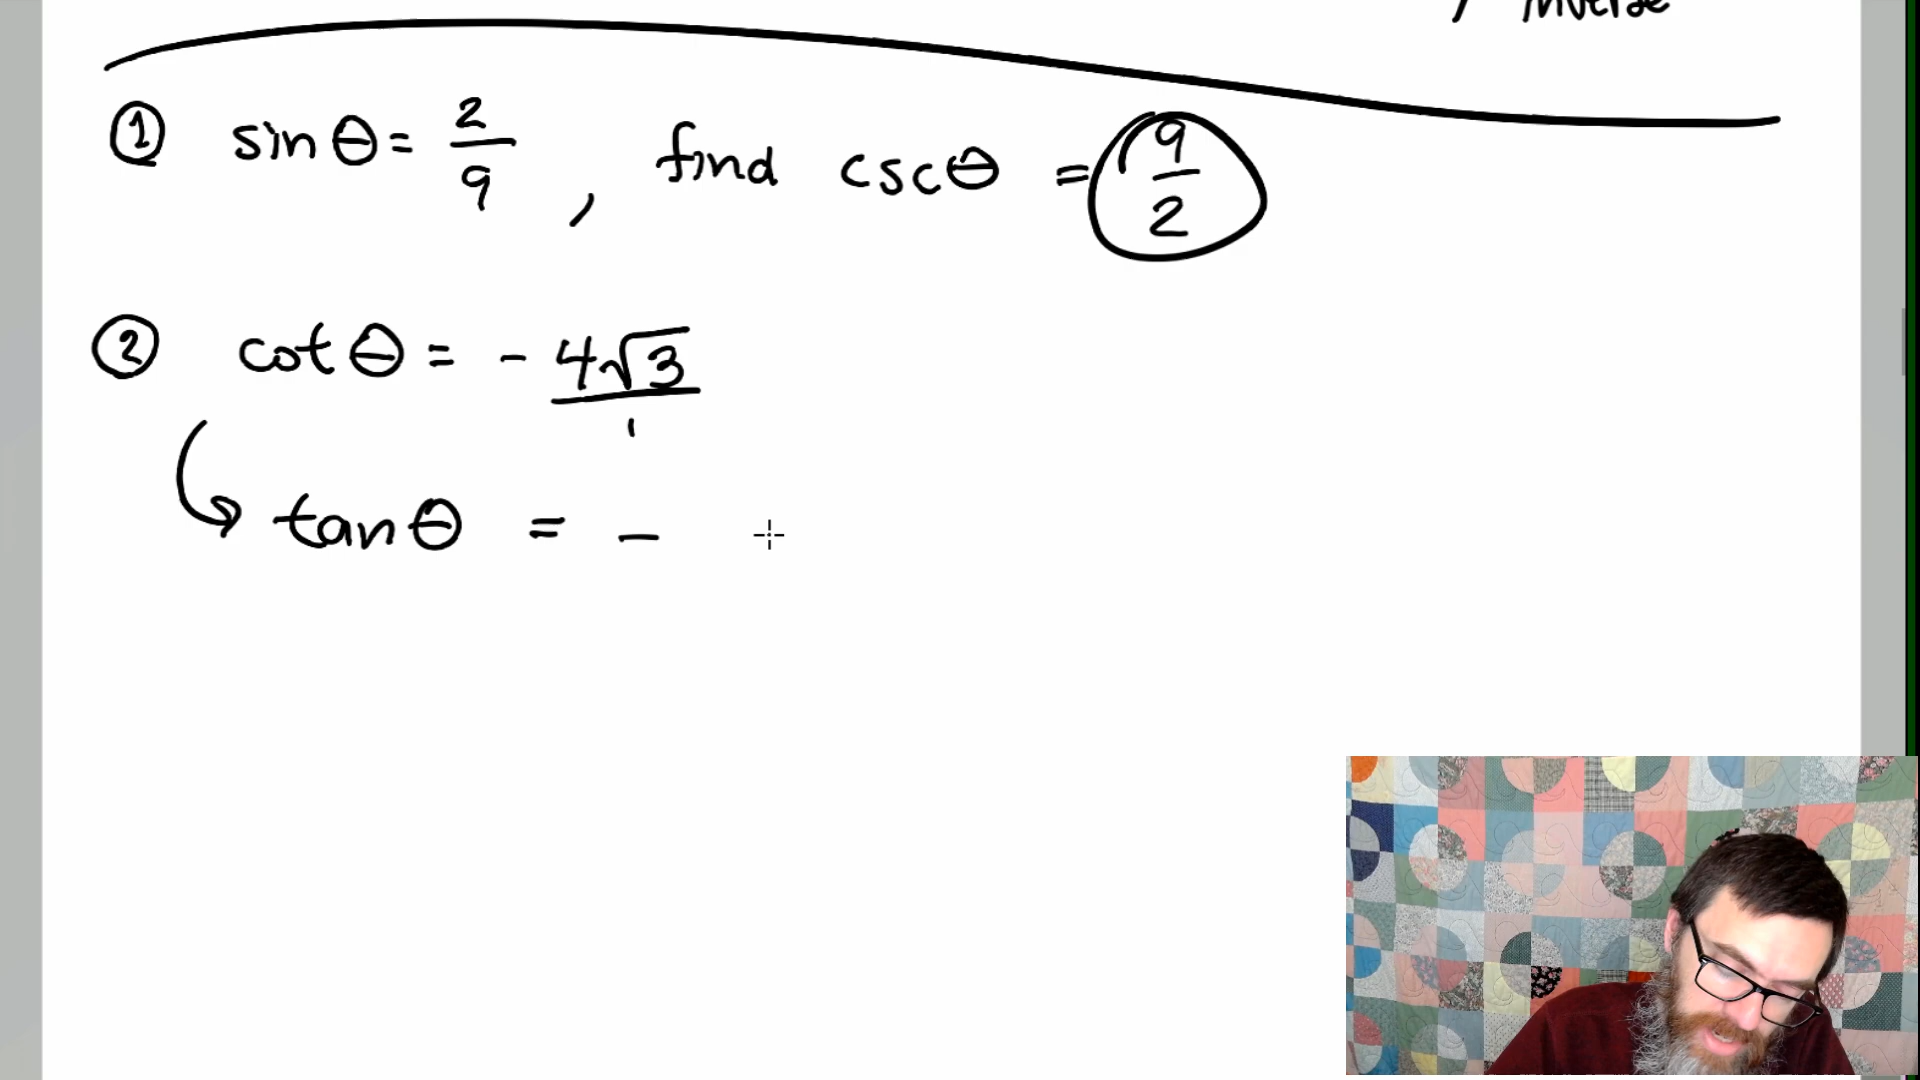 inverse
① sin θ = 2/9 , find csc θ = 9/2
② cot θ = - 4√3/1
tan θ = -